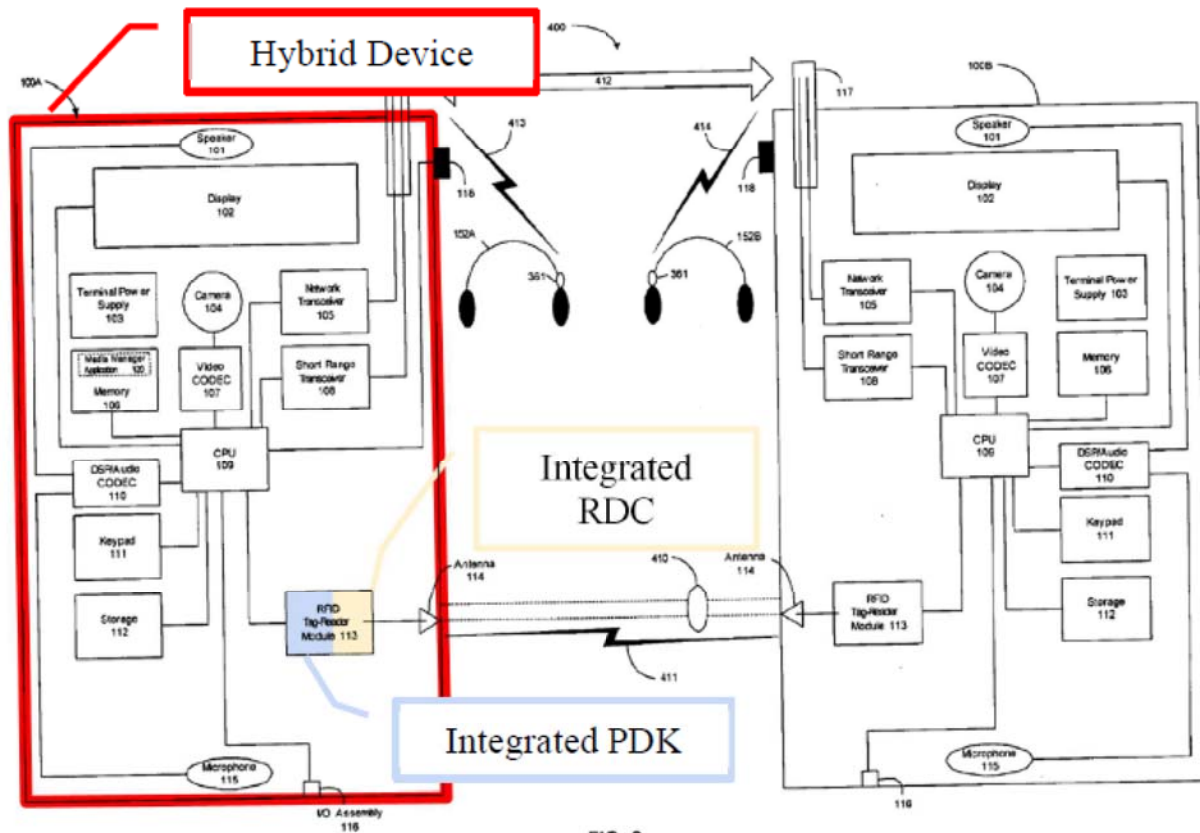 Hybrid Device
400
412
100A
117
100B
413
414
Speaker
101
Display
102
118
152A
152B
361
361
Terminal Power
Supply
103
Camera
104
Network
Transceiver
105
Media Manager
Application 120
Memory
106
Video
CODEC
107
Short Range
Transceiver
108
CPU
109
DSP/Audio
CODEC
110
Keypad
111
Storage
112
RFID
Tag-Reader
Module 113
Antenna
114
Microphone
115
I/O Assembly
116
Integrated
RDC
410
411
Integrated PDK
Speaker
101
Display
102
118
Network
Transceiver
105
Camera
104
Terminal Power
Supply 103
Short Range
Transceiver
108
Video
CODEC
107
Memory
106
CPU
109
DSP/Audio
CODEC
110
Keypad
111
Storage
112
Antenna
114
RFID
Tag-Reader
Module 113
Microphone
115
116